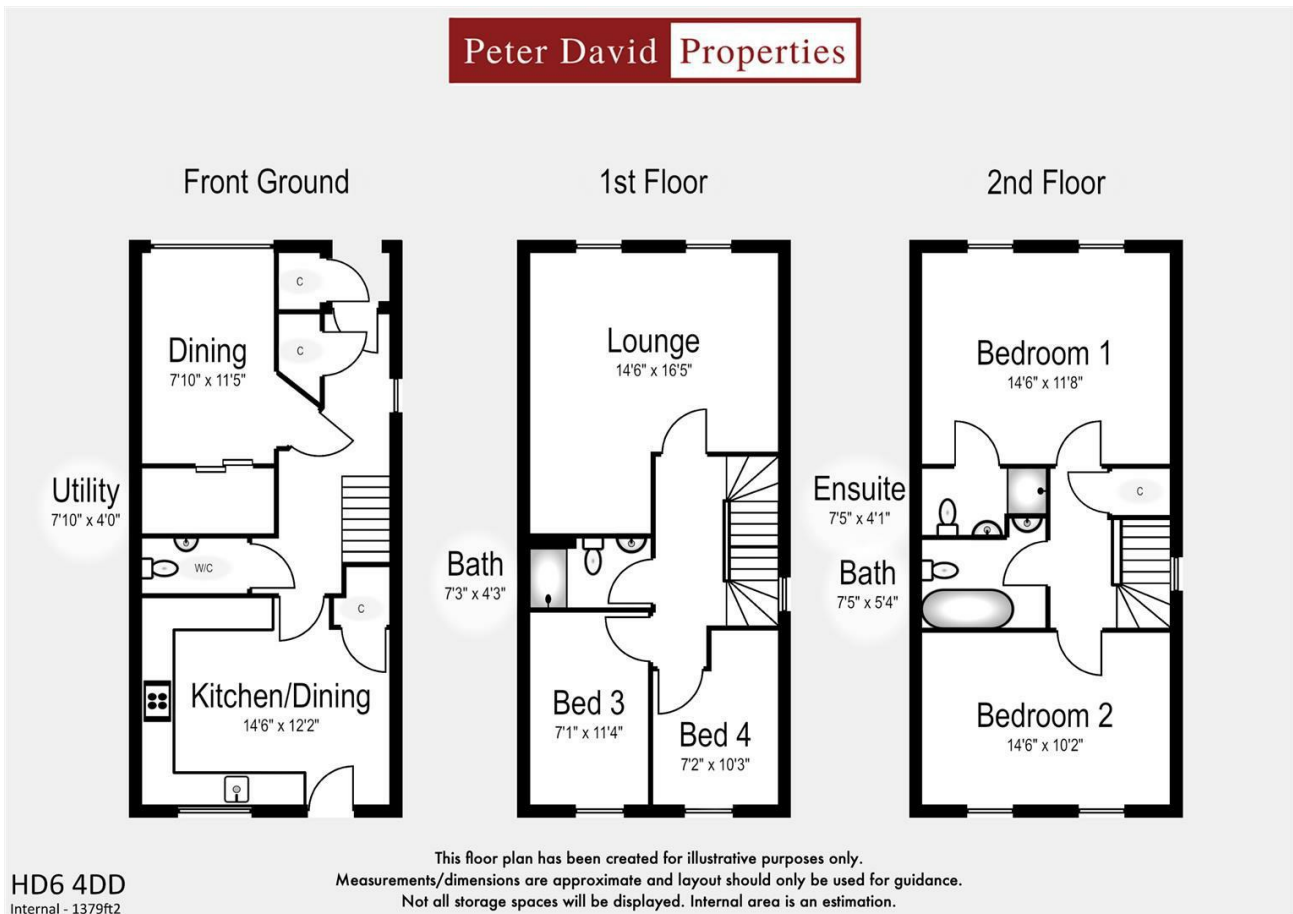 Peter David Properties
Front Ground
1st Floor
2nd Floor
C
C
Dining
7'10" x 11'5"
Utility
7'10" x 4'0"
W/C
C
Kitchen/Dining
14'6" x 12'2"
Lounge
14'6" x 16'5"
Bath
7'3" x 4'3"
Bed 3
7'1" x 11'4"
Bed 4
7'2" x 10'3"
Bedroom 1
14'6" x 11'8"
Ensuite
7'5" x 4'1"
C
Bath
7'5" x 5'4"
Bedroom 2
14'6" x 10'2"
This floor plan has been created for illustrative purposes only.
Measurements/dimensions are approximate and layout should only be used for guidance.
Not all storage spaces will be displayed. Internal area is an estimation.
HD6 4DD
Internal - 1379ft2